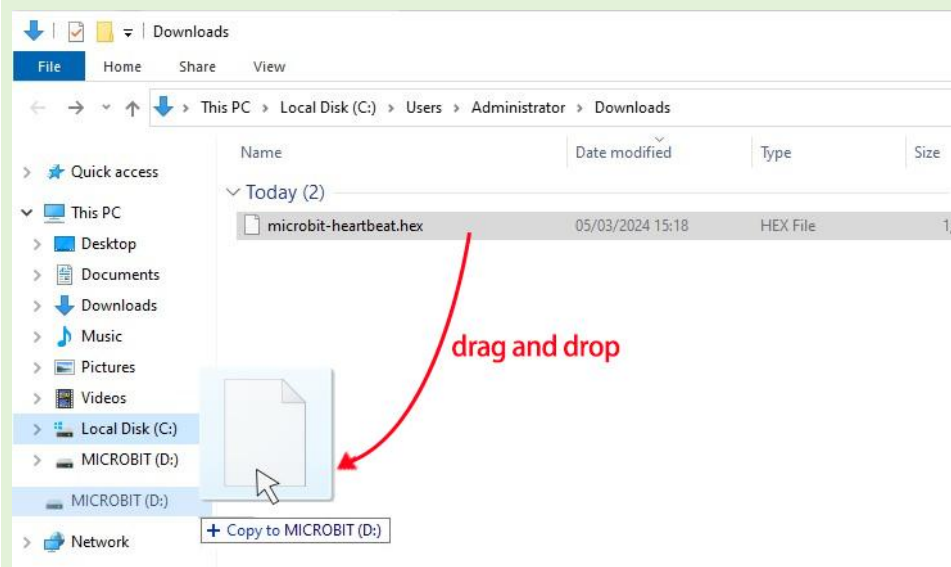 Downloads
File Home Share View
This PC > Local Disk (C:) > Users > Administrator > Downloads
Name Date modified Type Size
Quick access
Today (2)
This PC
microbit-heartbeat.hex 05/03/2024 15:18 HEX File 1,
Desktop
Documents
Downloads
Music
drag and drop
Pictures
Videos
Local Disk (C:)
MICROBIT (D:)
MICROBIT (D:)
+ Copy to MICROBIT (D:)
Network